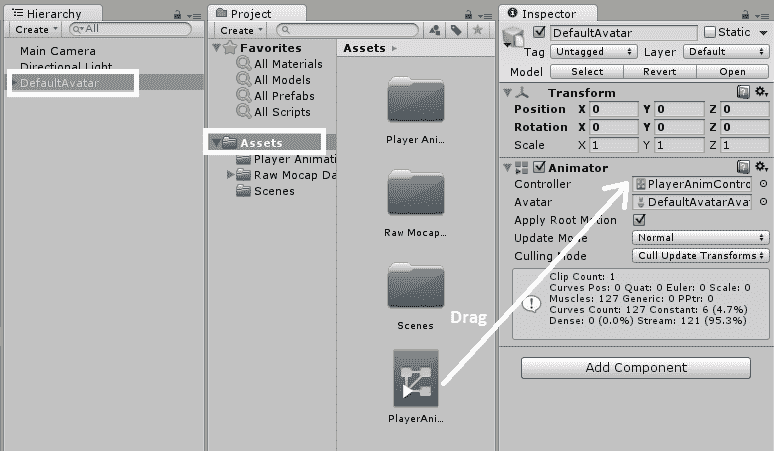 Hierarchy
Create
All
Main Camera
Directional Light
DefaultAvatar
Project
Create
Favorites
All Materials
All Models
All Prefabs
All Scripts
Assets
Player Animati
Raw Mocap Da
Scenes
Assets
Player Ani...
Raw Mocap...
Scenes
PlayerAni...
Drag
Inspector
DefaultAvatar Static
Tag Untagged Layer Default
Model Select Revert Open
Transform
Position X 0 Y 0 Z 0
Rotation X 0 Y 0 Z 0
Scale X 1 Y 1 Z 1
Animator
Controller PlayerAnimContro
Avatar DefaultAvatarAvat
Apply Root Motion
Update Mode Normal
Culling Mode Cull Update Transforms
Clip Count: 1
Curves Pos: 0 Quat: 0 Euler: 0 Scale: 0
Muscles: 127 Generic: 0 PPtr: 0
Curves Count: 127 Constant: 6 (4.7%)
Dense: 0 (0.0%) Stream: 121 (95.3%)
Add Component